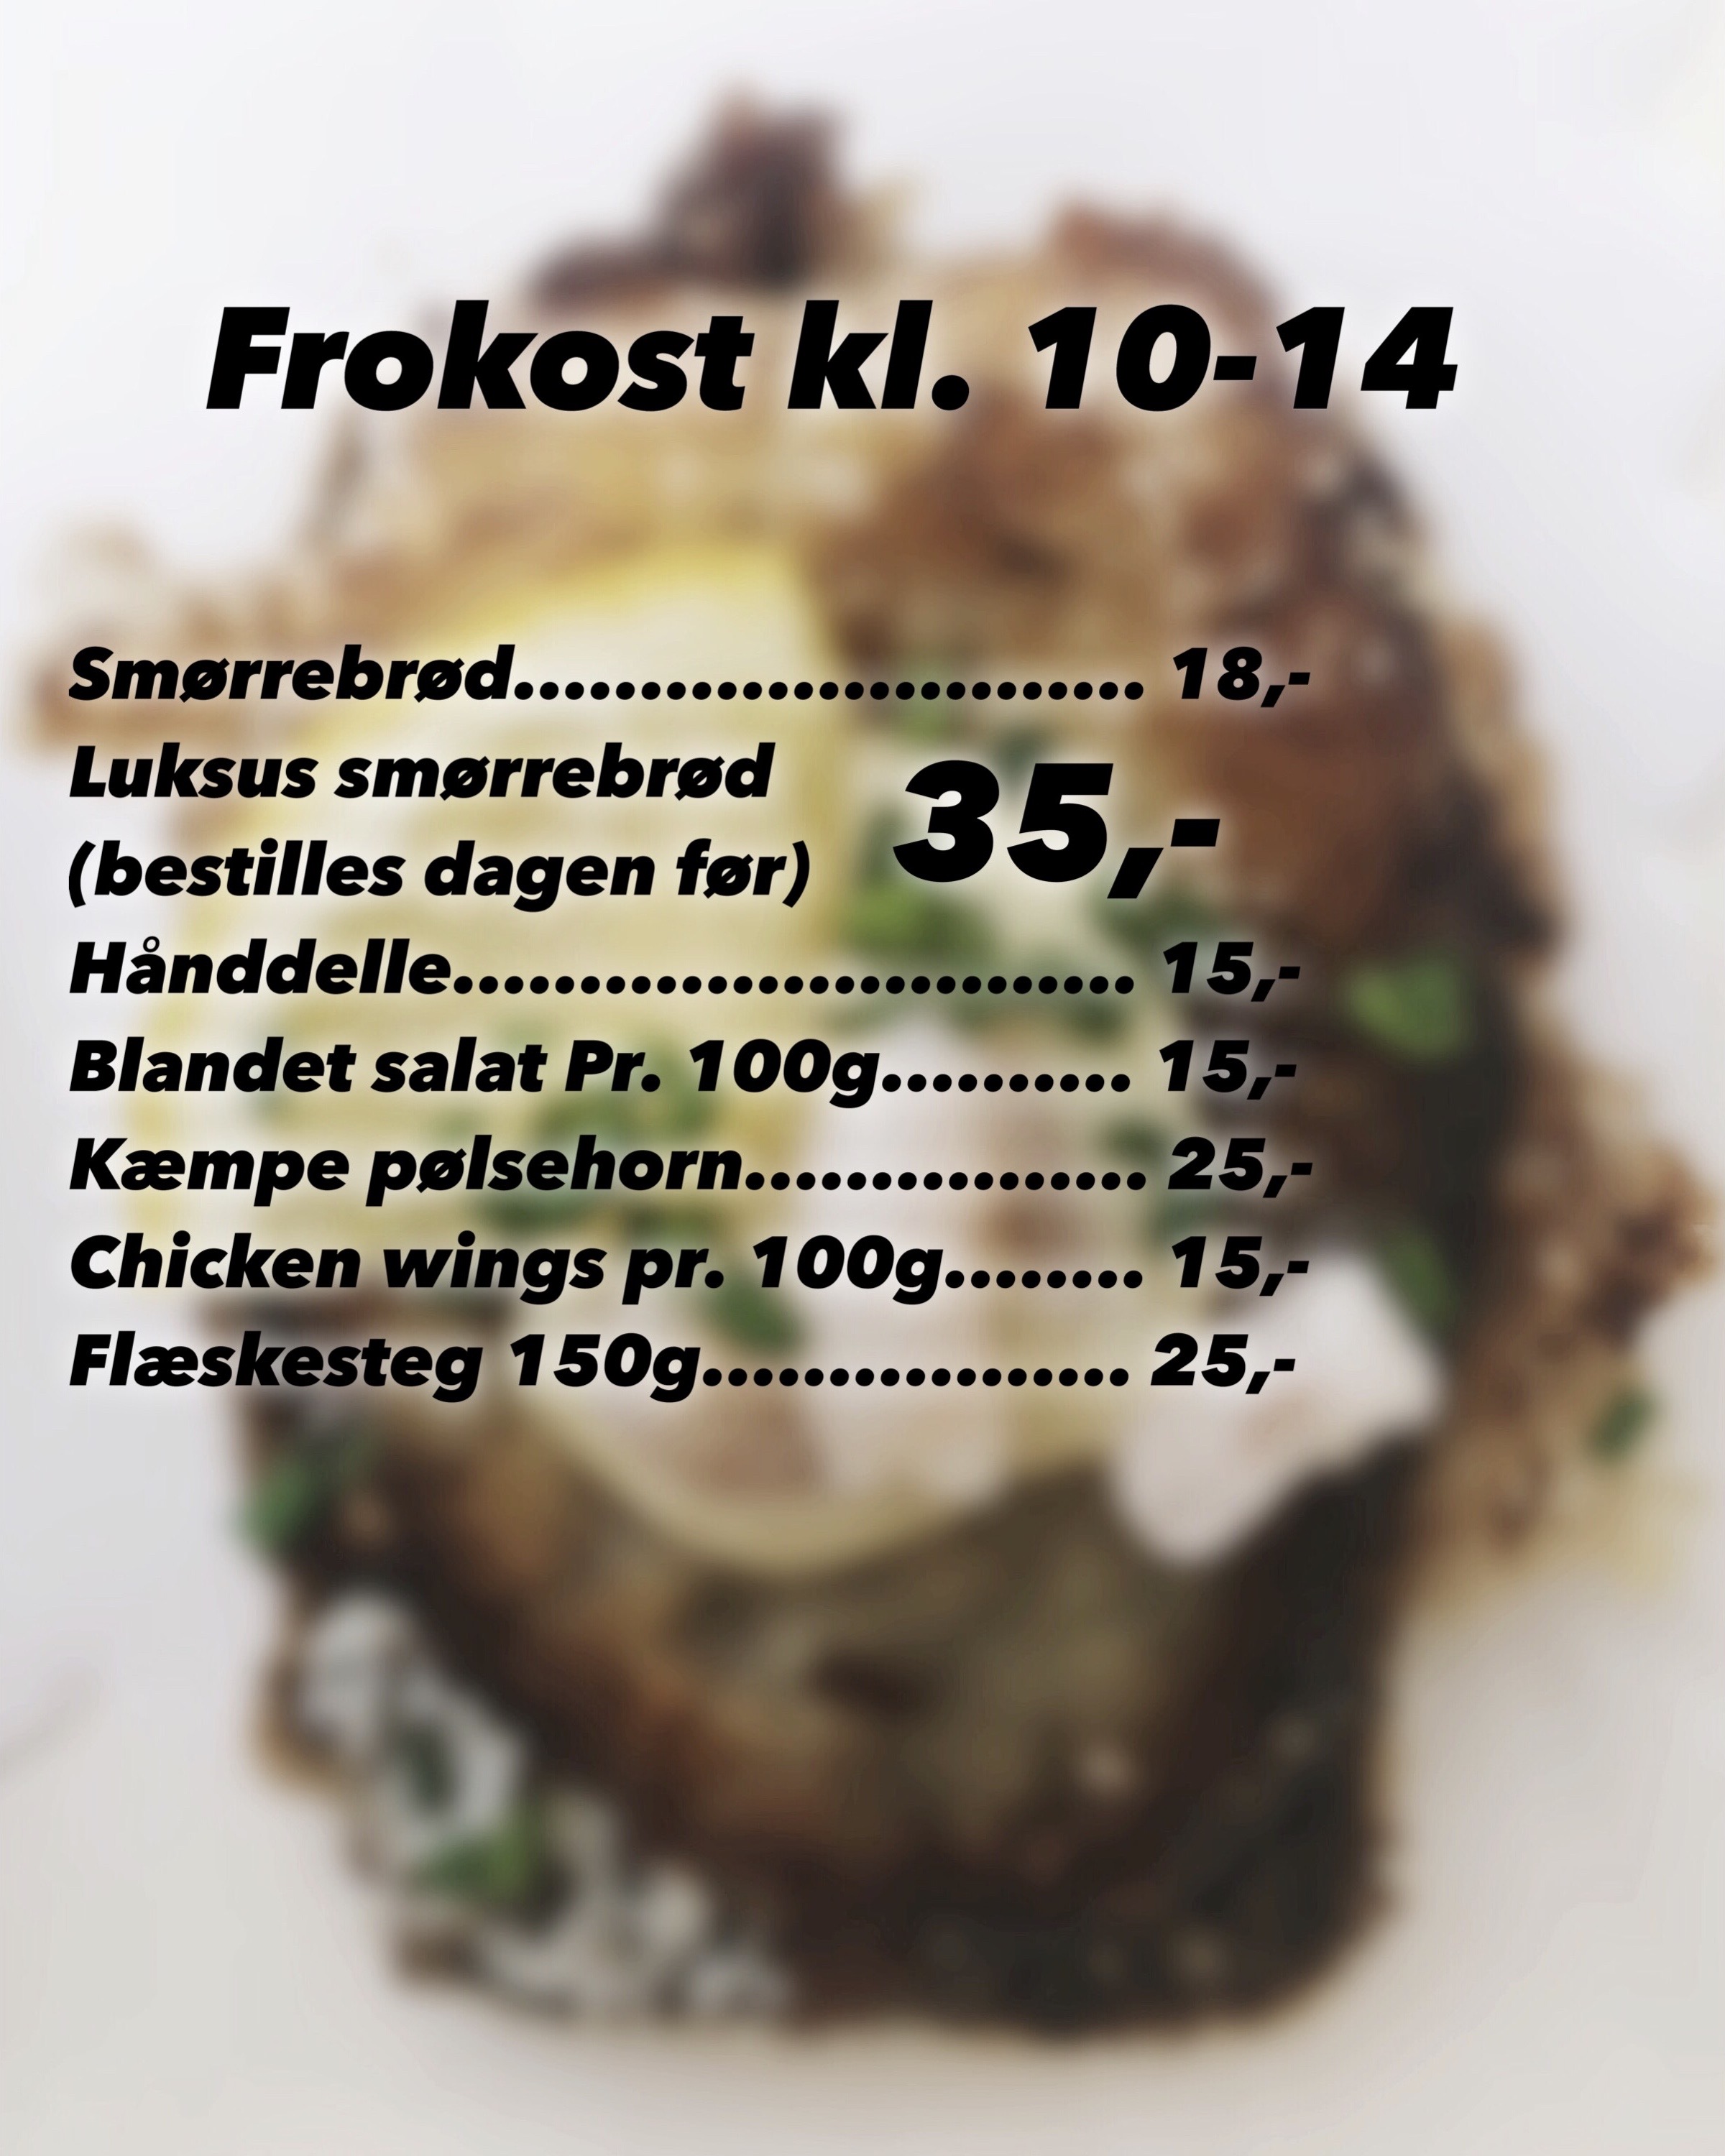 Frokost kl. 10-14
Smørrebrød......................... 18,-
Luksus smørrebrød
(bestilles dagen før) 35,-
Hånddelle........................... 15,-
Blandet salat Pr. 100g.......... 15,-
Kæmpe pølsehorn................ 25,-
Chicken wings pr. 100g........ 15,-
Flæskesteg 150g................. 25,-